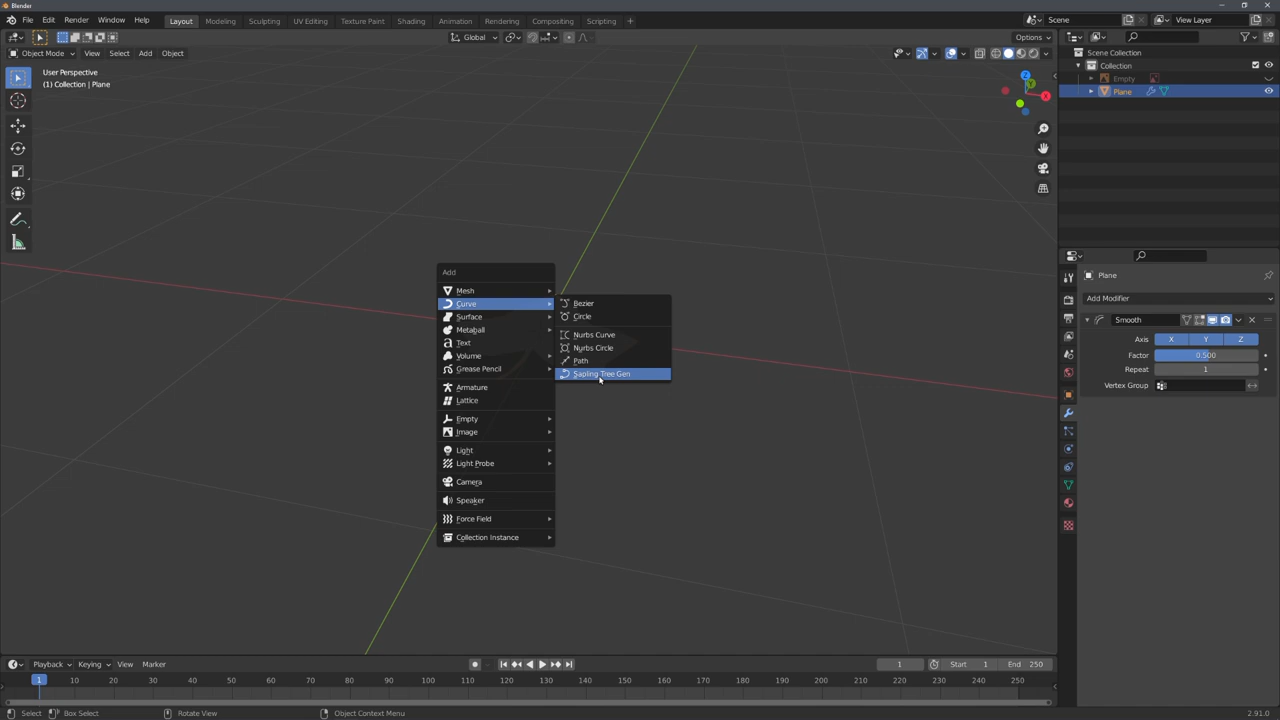 Blender
File Edit Render Window Help Layout Modeling Sculpting UV Editing Texture Paint Shading Animation Rendering Compositing Scripting + Scene View Layer
Global Options
Object Mode View Select Add Object
User Perspective
(1) Collection | Plane
Z
Y
X
Scene Collection
Collection
Empty
Plane
Add
Mesh
Curve
Surface
Metaball
Text
Volume
Grease Pencil
Armature
Lattice
Empty
Image
Light
Light Probe
Camera
Speaker
Force Field
Collection Instance
Bezier
Circle
Nurbs Curve
Nurbs Circle
Path
Sapling Tree Gen
Plane
Add Modifier
Smooth
Axis X Y Z
Factor 0.500
Repeat 1
Vertex Group
Playback Keying View Marker 1 Start 1 End 250
1 10 20 30 40 50 60 70 80 90 100 110 120 130 140 150 160 170 180 190 200 210 220 230 240 250
Select Box Select Rotate View Object Context Menu 2.91.0